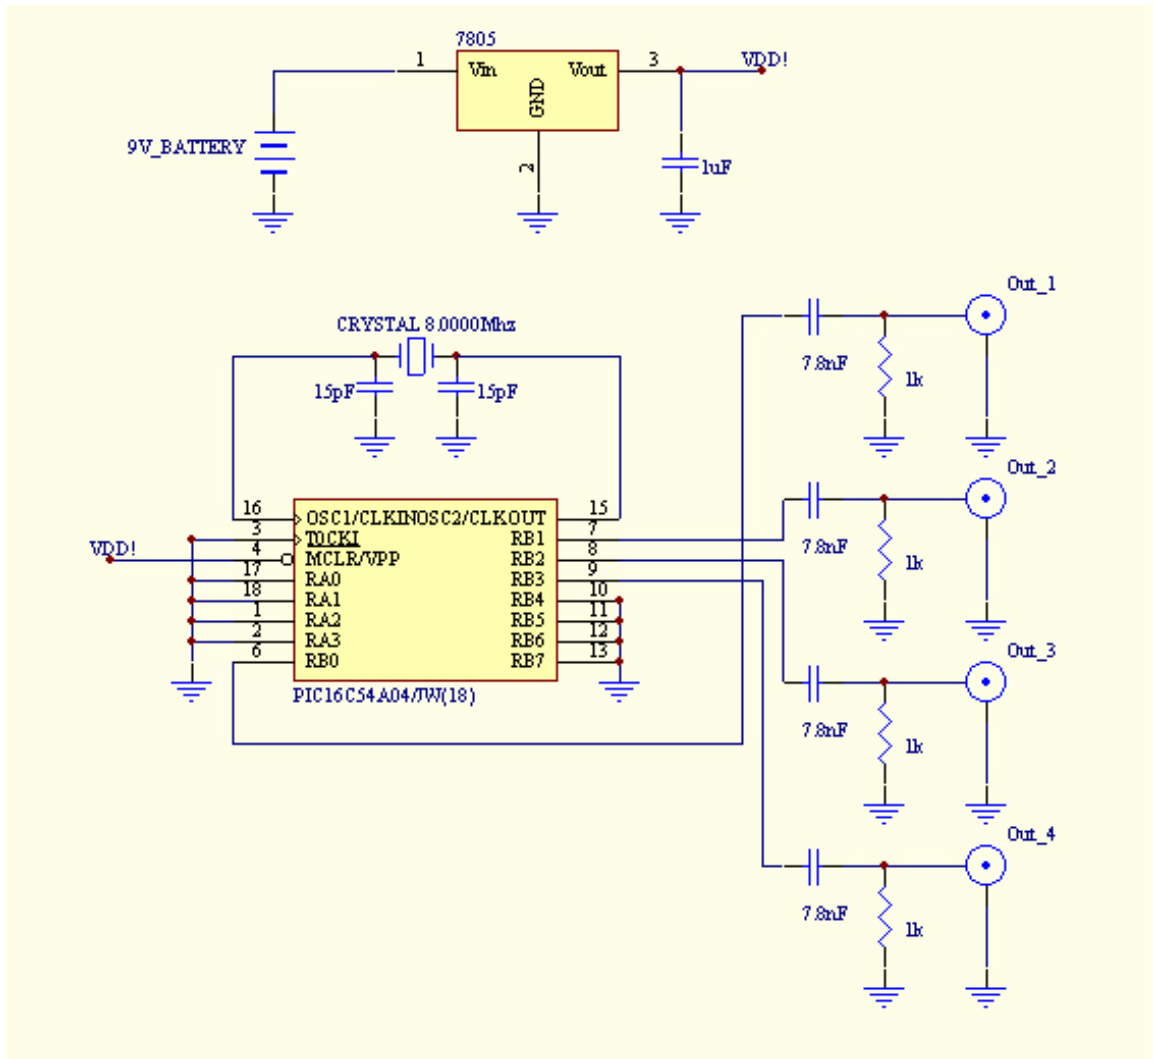 7805
1 Vin Vout 3 VDD!
GND
2
9V_BATTERY
1uF
Out_1
CRYSTAL 8.0000Mhz
7.8nF
1k
15pF 15pF
Out_2
16 OSC1/CLKIN OSC2/CLKOUT 15
3 T0CKI RB1 7
VDD! 4 MCLR/VPP RB2 8
17 RA0 RB3 9
18 RA1 RB4 10
1 RA2 RB5 11
2 RA3 RB6 12
6 RB0 RB7 13
PIC16C54A04/JW(18)
7.8nF
1k
Out_3
7.8nF
1k
Out_4
7.8nF
1k